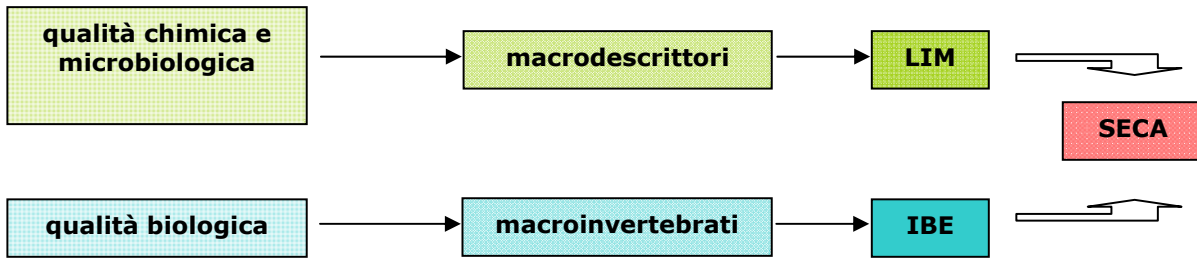 qualità chimica e
microbiologica
macrodescrittori
LIM
SECA
qualità biologica
macroinvertebrati
IBE